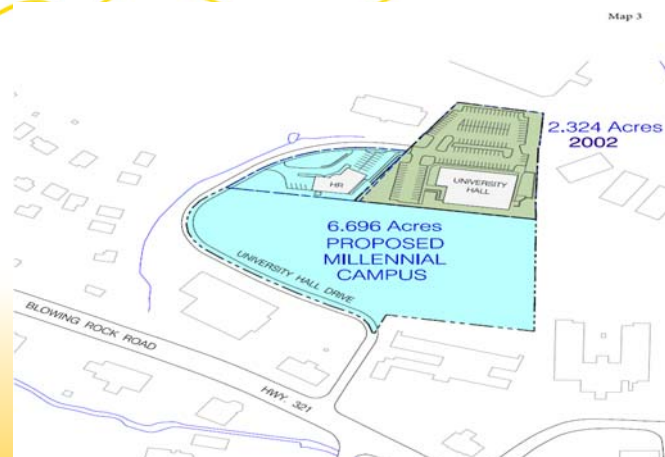 Map 3
2.324 Acres
2002
HR
UNIVERSITY
HALL
6.696 Acres
PROPOSED
MILLENNIAL
CAMPUS
UNIVERSITY HALL DRIVE
BLOWING ROCK ROAD
HWY. 321